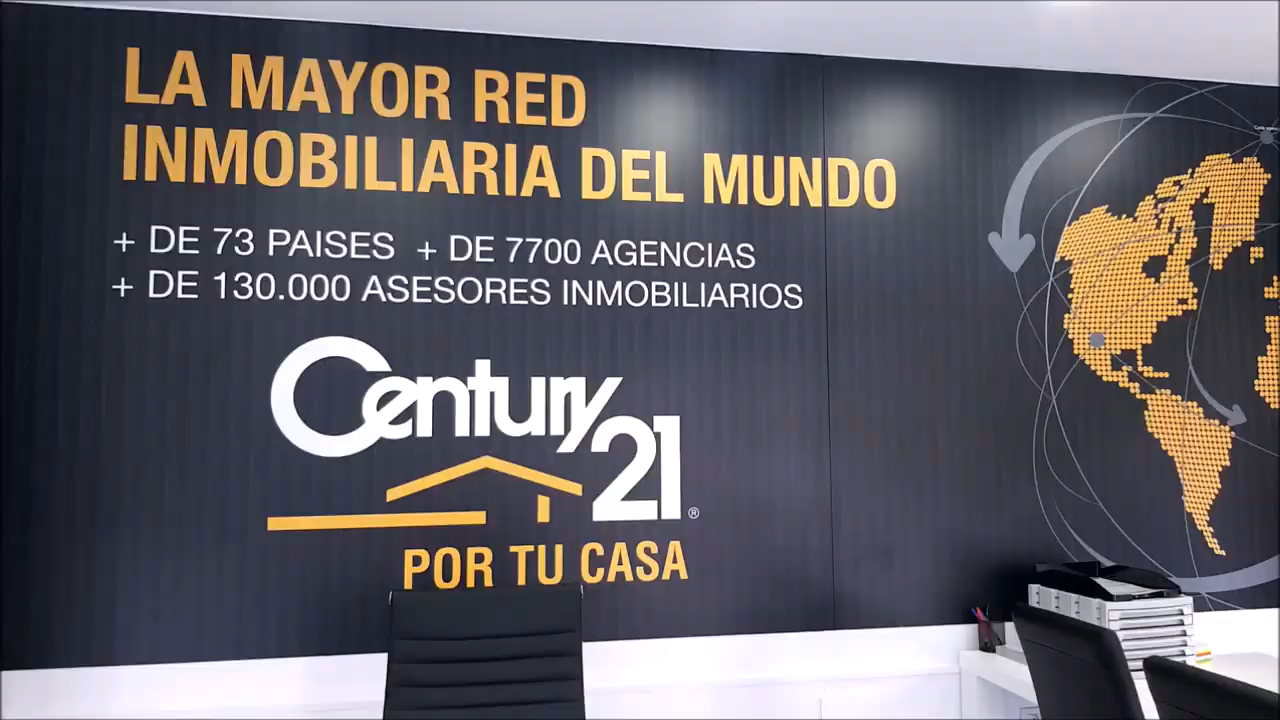 LA MAYOR RED
INMOBILIARIA DEL MUNDO
+ DE 73 PAISES + DE 7700 AGENCIAS
+ DE 130.000 ASESORES INMOBILIARIOS
Century
21®
POR TU CASA